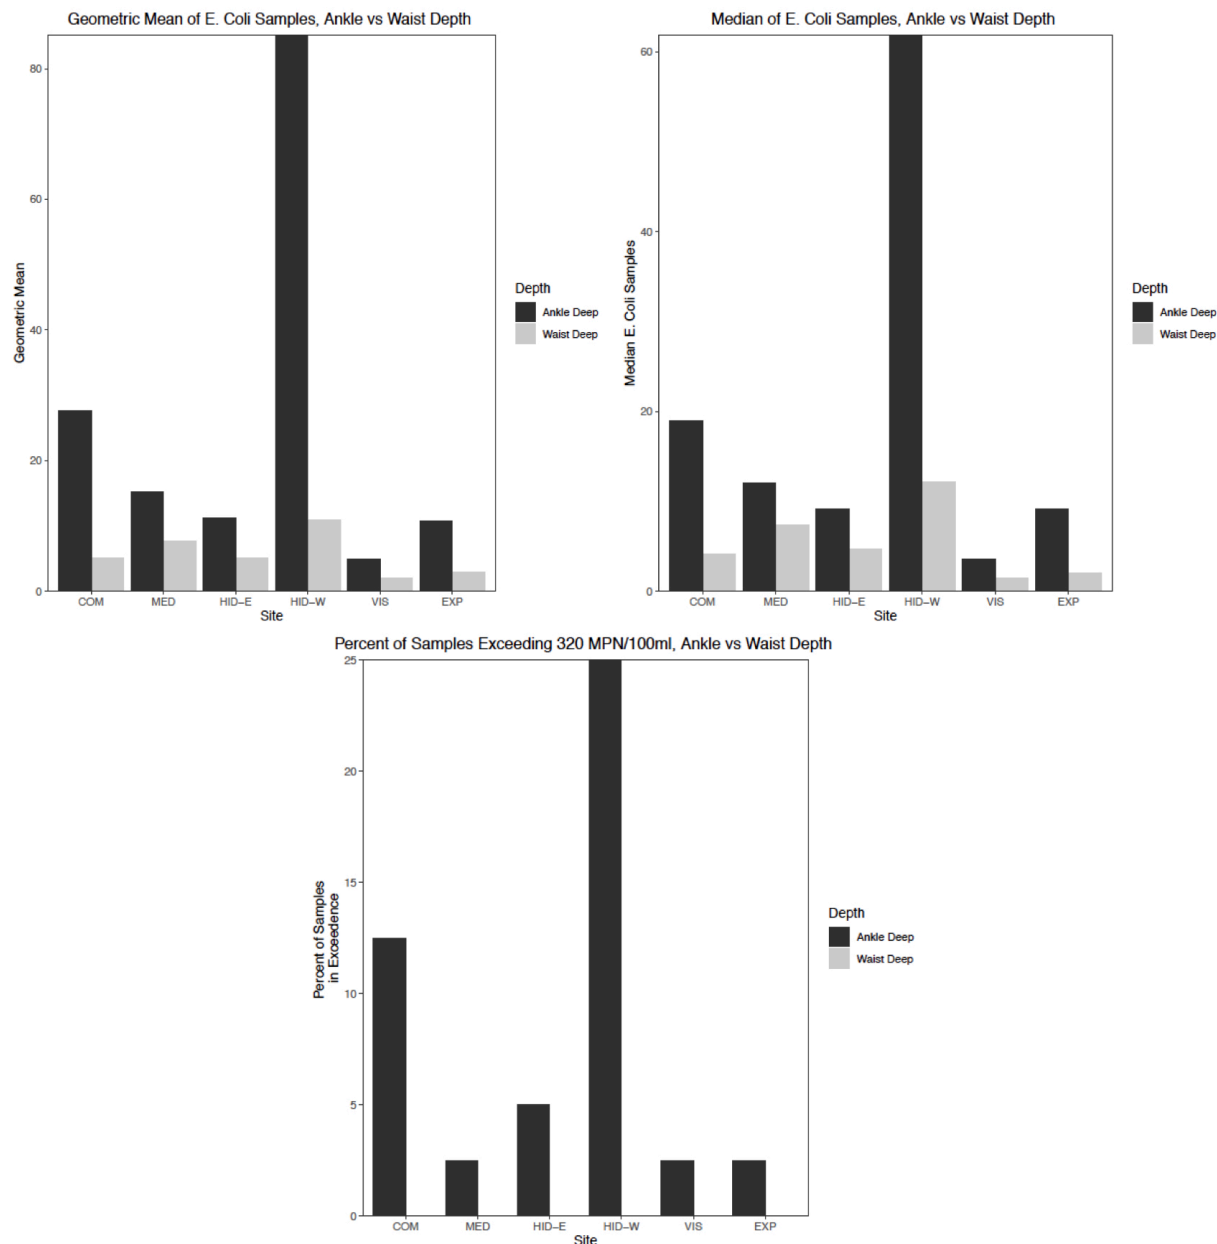 Geometric Mean of E. Coli Samples, Ankle vs Waist Depth
80
60
40
20
0
Geometric Mean
COM MED HID-E HID-W VIS EXP
Site
Depth
Ankle Deep
Waist Deep
Median of E. Coli Samples, Ankle vs Waist Depth
60
40
20
0
Median E. Coli Samples
COM MED HID-E HID-W VIS EXP
Site
Depth
Ankle Deep
Waist Deep
Percent of Samples Exceeding 320 MPN/100ml, Ankle vs Waist Depth
25
20
15
10
5
0
Percent of Samples
in Exceedence
COM MED HID-E HID-W VIS EXP
Site
Depth
Ankle Deep
Waist Deep